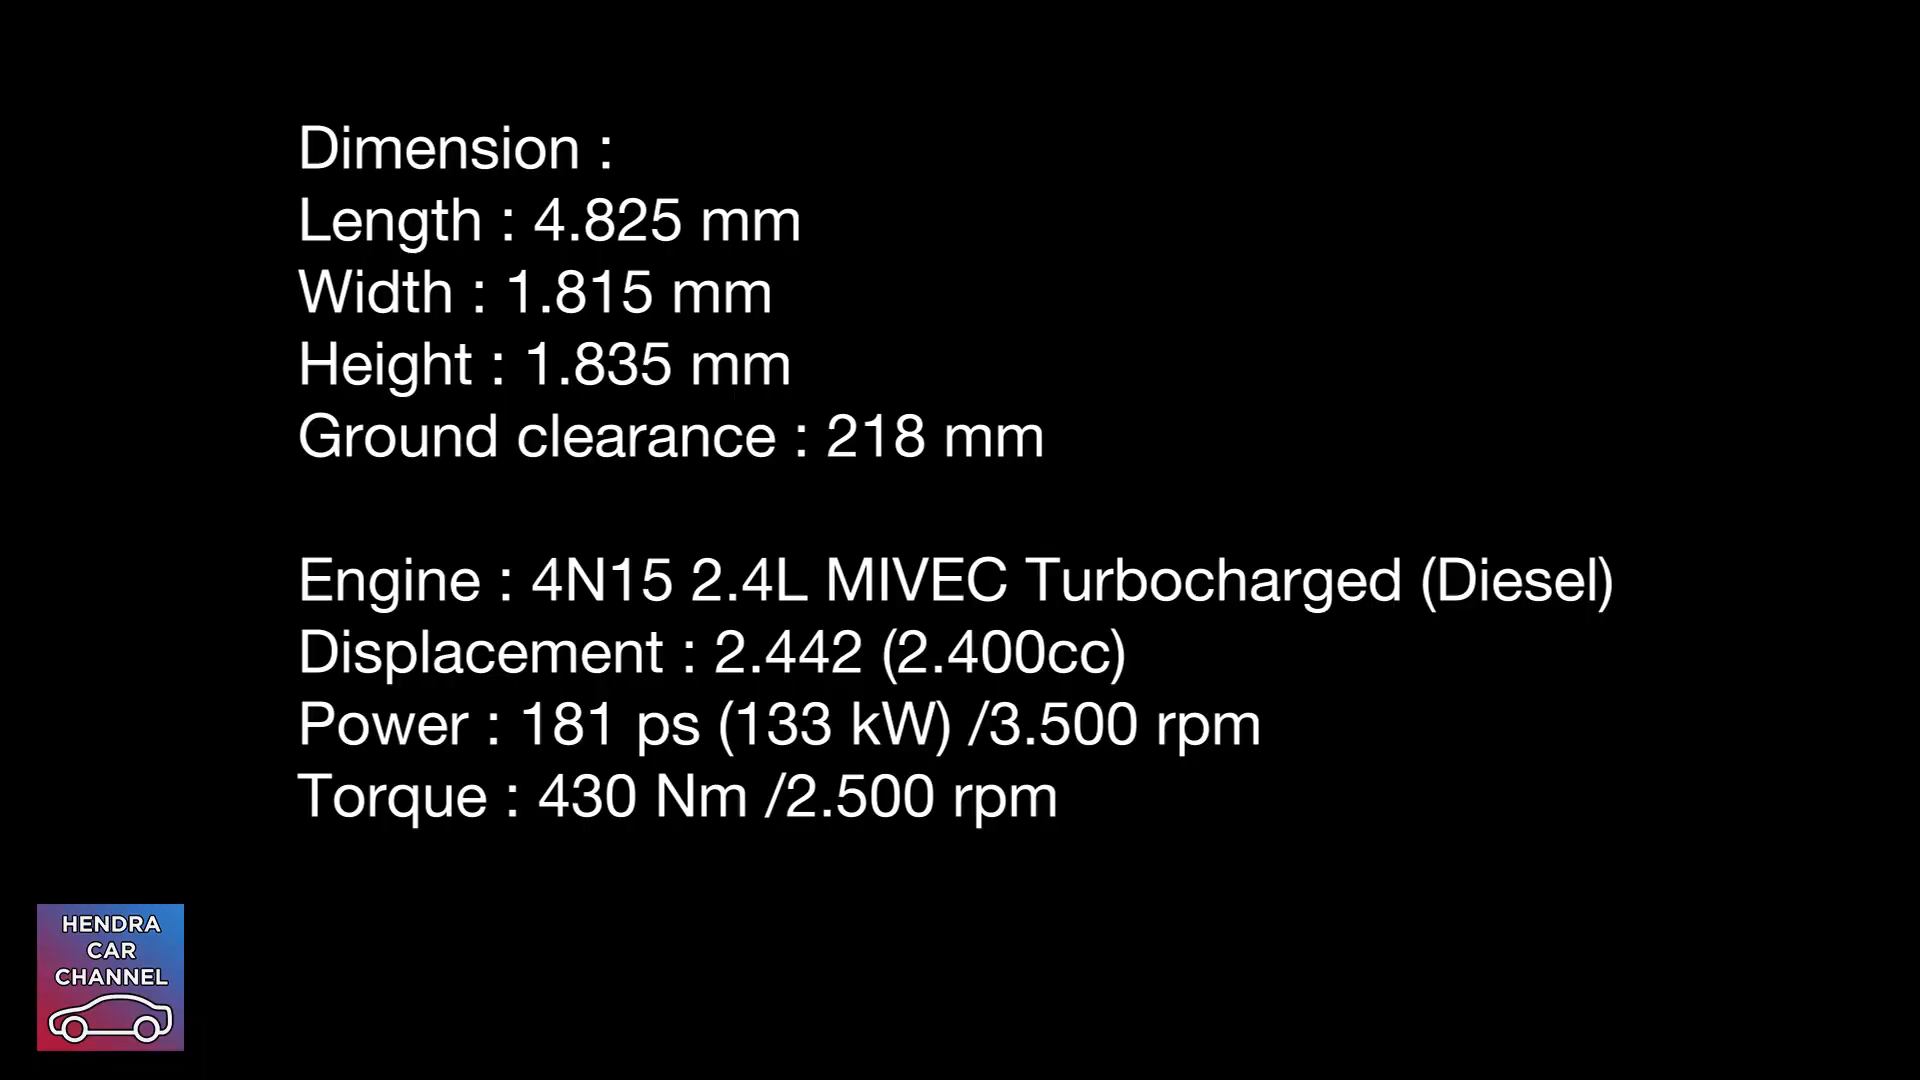 Dimension :
Length : 4.825 mm
Width : 1.815 mm
Height : 1.835 mm
Ground clearance : 218 mm
Engine : 4N15 2.4L MIVEC Turbocharged (Diesel)
Displacement : 2.442 (2.400cc)
Power : 181 ps (133 kW) /3.500 rpm
Torque : 430 Nm /2.500 rpm
HENDRA
CAR
CHANNEL